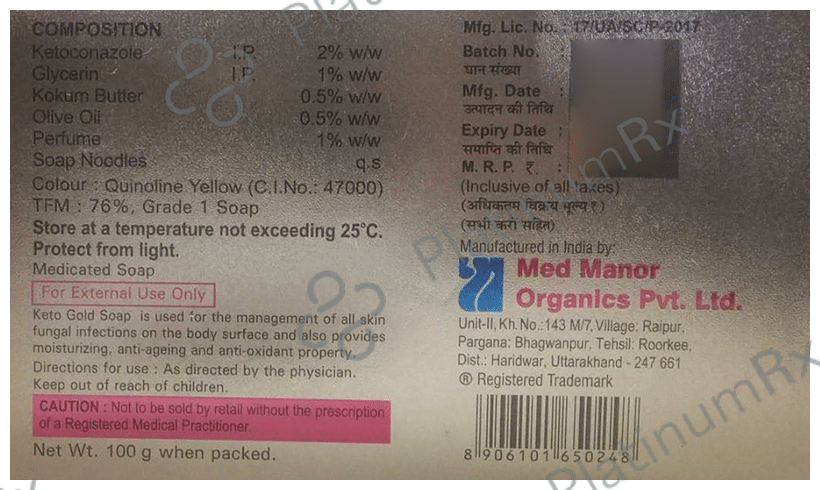 COMPOSITION
Ketoconazole I.P. 2% w/w
Glycerin I.P. 1% w/w
Kokum Butter 0.5% w/w
Olive Oil 0.5% w/w
Perfume 1% w/w
Soap Noodles q.s
Colour : Quinoline Yellow (C.I.No.: 47000)
TFM : 76%, Grade 1 Soap
Store at a temperature not exceeding 25°C.
Protect from light.
Medicated Soap
For External Use Only
Keto Gold Soap is used for the management of all skin
fungal infections on the body surface and also provides
moisturizing, anti-ageing and anti-oxidant property.
Directions for use : As directed by the physician.
Keep out of reach of children.
CAUTION : Not to be sold by retail without the prescription
of a Registered Medical Practitioner.
Net Wt. 100 g when packed.
Mfg. Lic. No. : 17/UA/SC/P-2017
Batch No. :
घान संख्या
Mfg. Date :
उत्पादन की तिथि
Expiry Date :
समाप्ति की तिथि
M. R. P. ₹. :
(Inclusive of all taxes)
(अधिकतम विक्रय मूल्य ₹)
(सभी करों सहित)
Manufactured in India by:
Med Manor
Organics Pvt. Ltd.
Unit-II, Kh. No.:143 M/7, Village: Raipur,
Pargana: Bhagwanpur, Tehsil: Roorkee,
Dist.: Haridwar, Uttarakhand - 247 661
® Registered Trademark
8 906101 650248
PlatinumRx
PlatinumRx
PlatinumRx